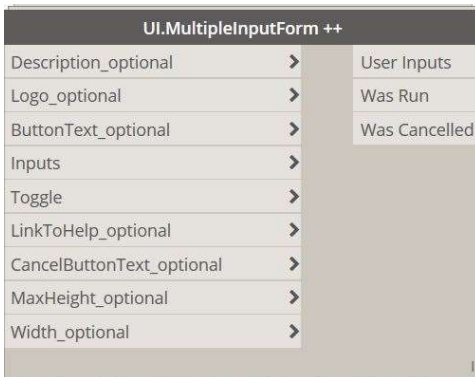 UI.MultipleInputForm ++
Description_optional
User Inputs
Logo_optional
Was Run
ButtonText_optional
Was Cancelled
Inputs
Toggle
LinkToHelp_optional
CancelButtonText_optional
MaxHeight_optional
Width_optional